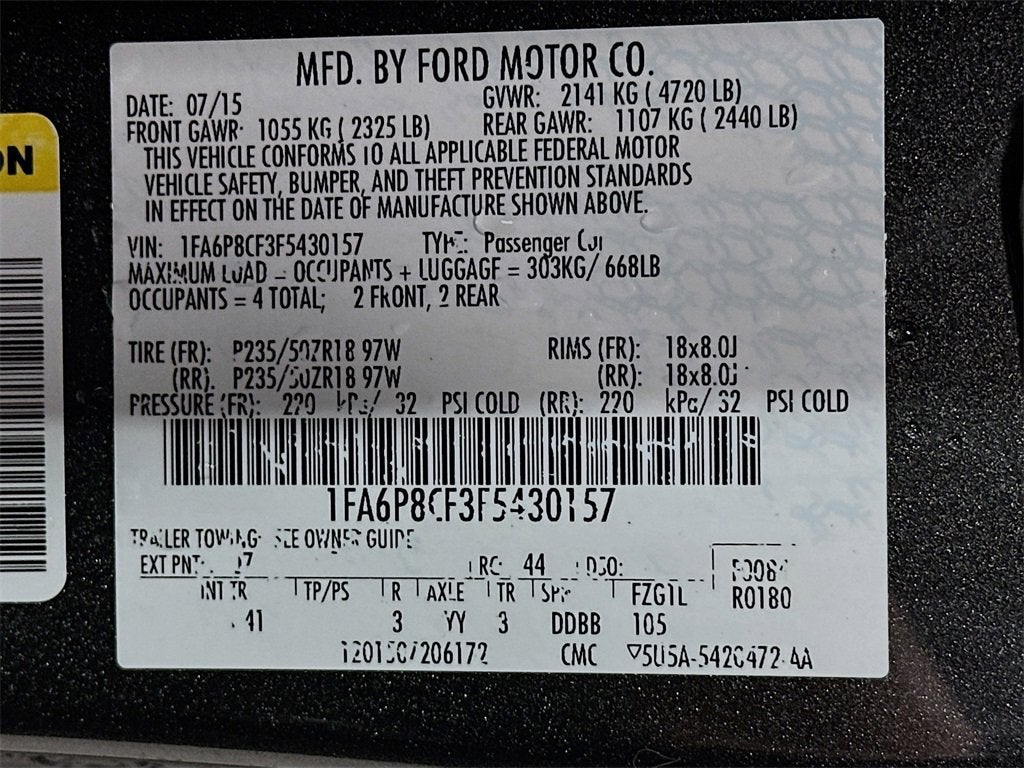 ON
MFD. BY FORD MOTOR CO.
DATE: 07/15 GVWR: 2141 KG ( 4720 LB)
FRONT GAWR: 1055 KG ( 2325 LB) REAR GAWR: 1107 KG ( 2440 LB)
THIS VEHICLE CONFORMS TO ALL APPLICABLE FEDERAL MOTOR
VEHICLE SAFETY, BUMPER, AND THEFT PREVENTION STANDARDS
IN EFFECT ON THE DATE OF MANUFACTURE SHOWN ABOVE.
VIN: 1FA6P8CF3F5430157 TYPE: Passenger Car
MAXIMUM LOAD = OCCUPANTS + LUGGAGE = 303KG/ 668LB
OCCUPANTS = 4 TOTAL; 2 FRONT, 2 REAR
TIRE (FR): P235/50ZR18 97W RIMS (FR): 18x8.0J
(RR): P235/50ZR18 97W (RR): 18x8.0J
PRESSURE (FR): 220 kPa/ 32 PSI COLD (RR): 220 kPa/ 32 PSI COLD
1FA6P8CF3F5430157
TRAILER TOWING- SEE OWNER GUIDE
EXT PNT: RC: 44 DSO:
INT TR TP/PS R AXLE TR SPR FZG1L R0180
41 3 YY 3 DDBB 105
CMC